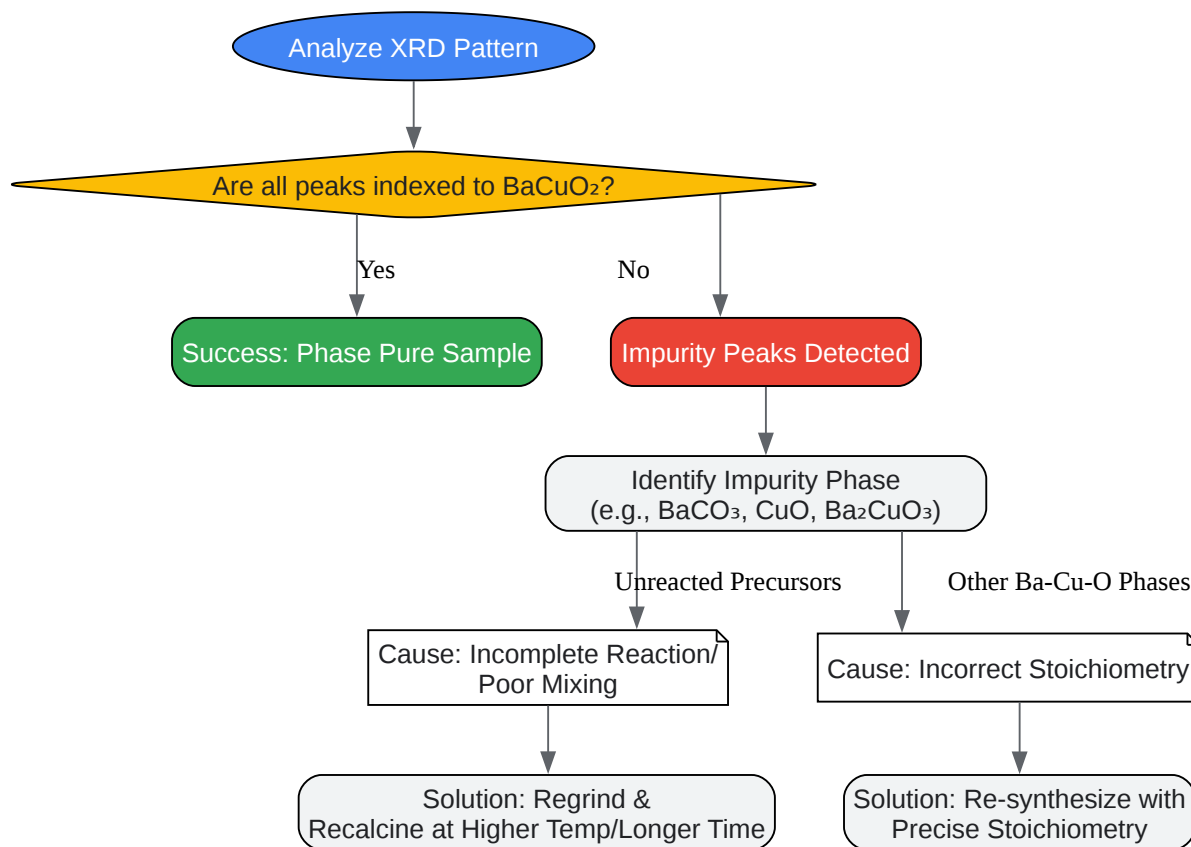 Analyze XRD Pattern
Are all peaks indexed to BaCuO₂?
Yes
No
Success: Phase Pure Sample
Impurity Peaks Detected
Identify Impurity Phase
(e.g., BaCO₃, CuO, Ba₂CuO₃)
Unreacted Precursors
Other Ba-Cu-O Phases
Cause: Incomplete Reaction/
Poor Mixing
Cause: Incorrect Stoichiometry
Solution: Regrind &
Recalcine at Higher Temp/Longer Time
Solution: Re-synthesize with
Precise Stoichiometry